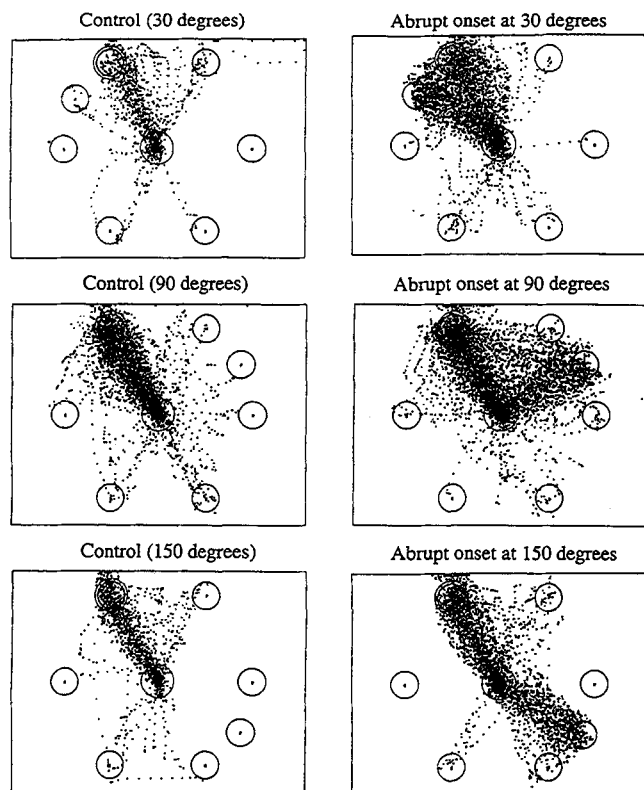 Control (30 degrees)
Abrupt onset at 30 degrees
Control (90 degrees)
Abrupt onset at 90 degrees
Control (150 degrees)
Abrupt onset at 150 degrees